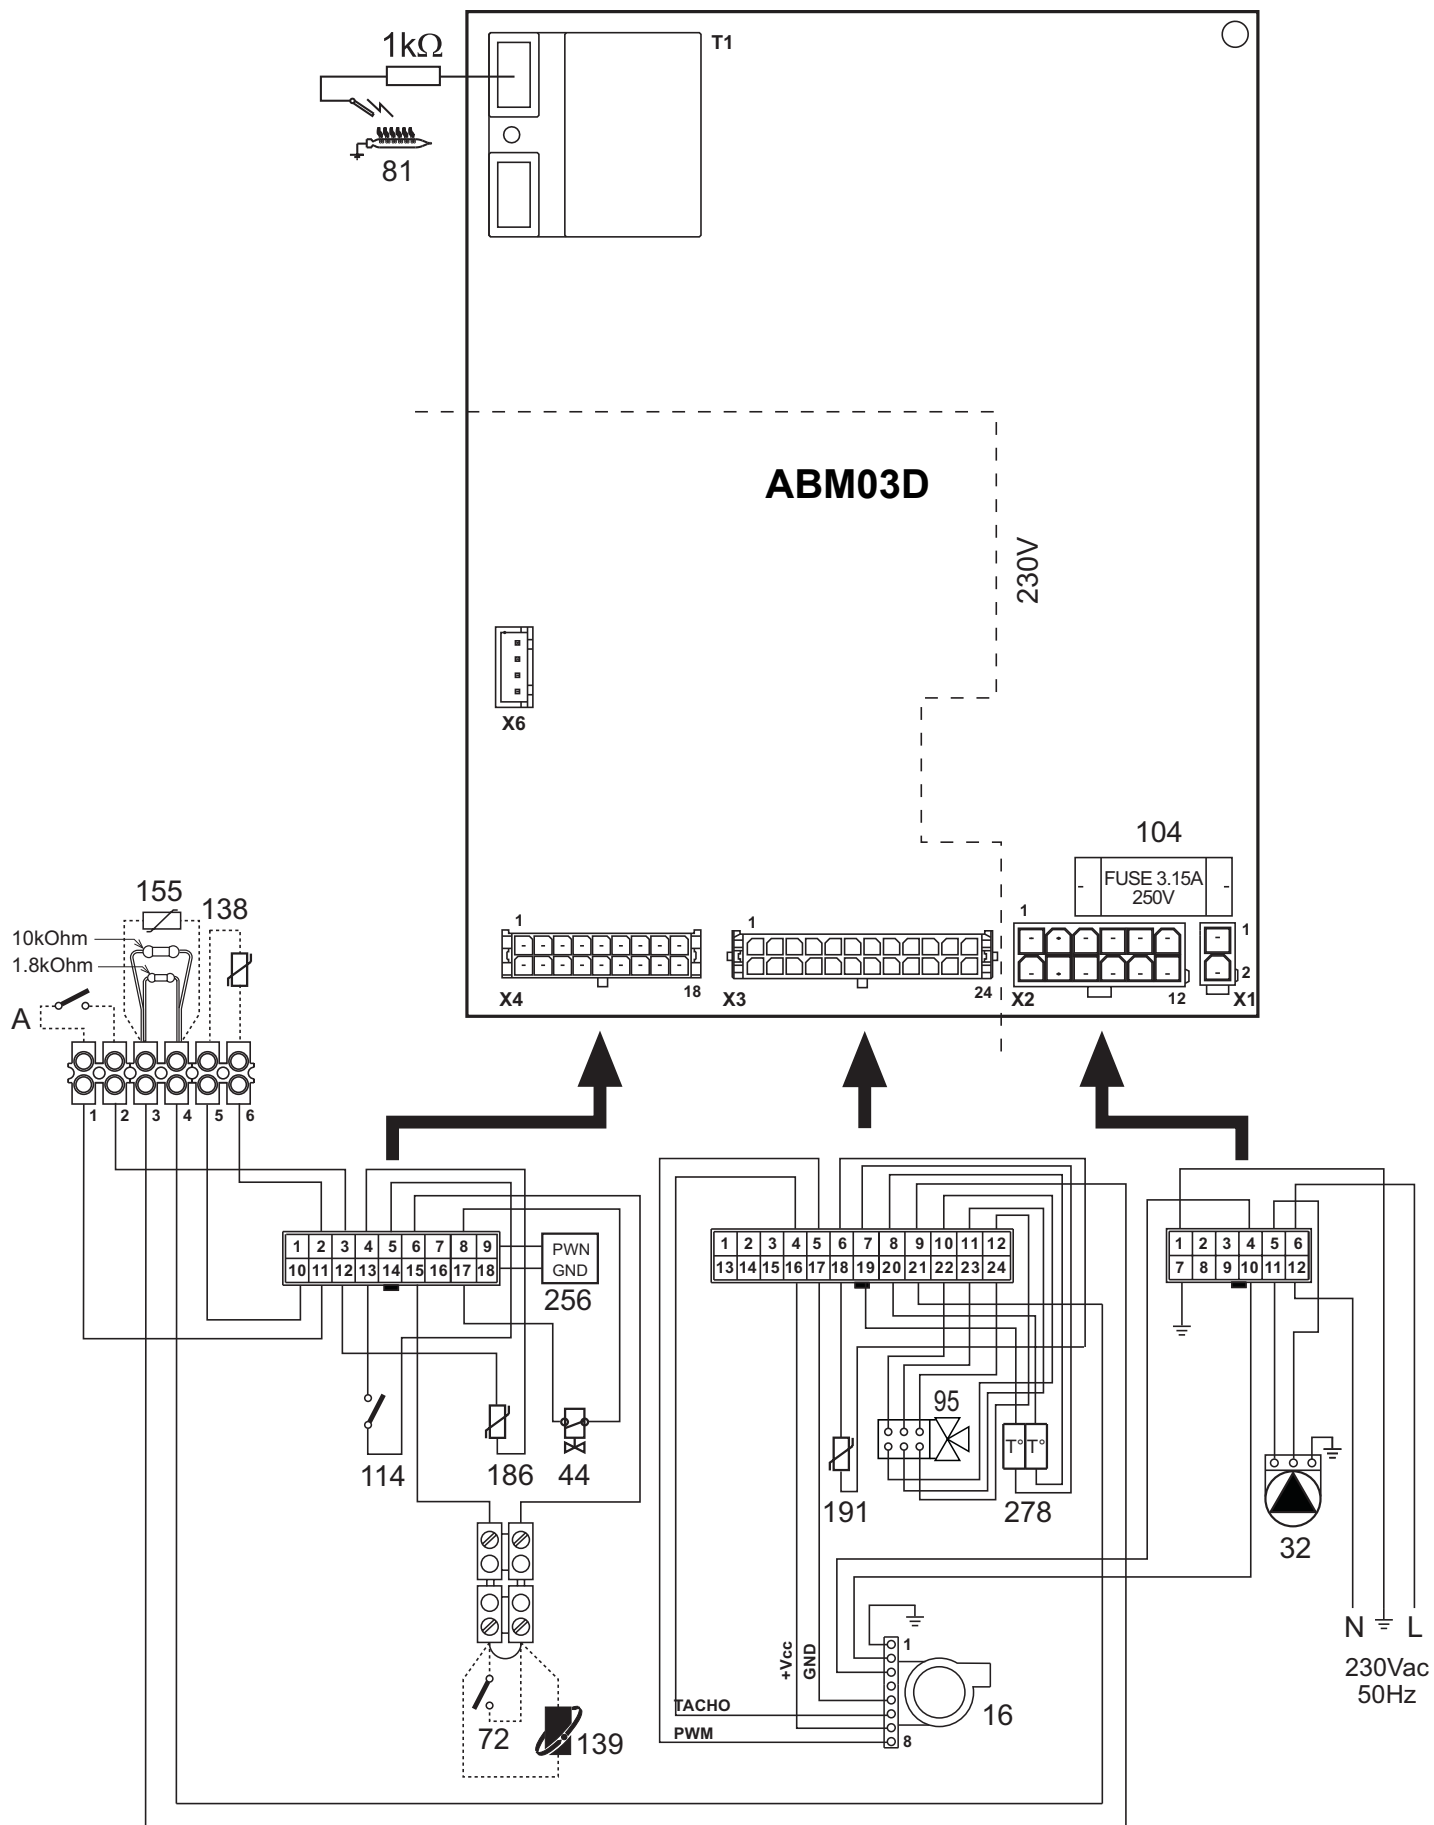 1kΩ
T1
81
ABM03D
230V
X6
104
FUSE 3.15A
250V
155
138
10kOhm
1.8kOhm
A
1
1
1
1
2
X4
18
X3
24
X2
12
X1
1 2 3 4 5 6
1 2 3 4 5 6 7 8 9
10 11 12 13 14 15 16 17 18
PWN
GND
256
1 2 3 4 5 6 7 8 9 10 11 12
13 14 15 16 17 18 19 20 21 22 23 24
1 2 3 4 5 6
7 8 9 10 11 12
114
186
44
191
95
T° T°
278
32
N
L
230Vac
50Hz
+Vcc
GND
TACHO
PWM
1
8
16
72
139